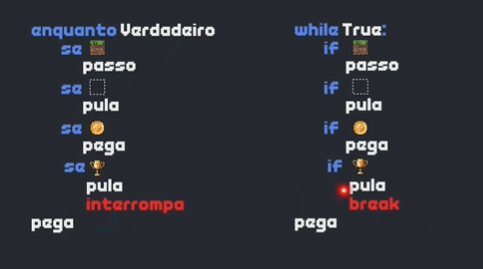 enquanto Verdadeiro
se
passo
se
pula
se
pega
se
pula
interrompa
pega
while True:
if
passo
if
pula
if
pega
if
pula
break
pega